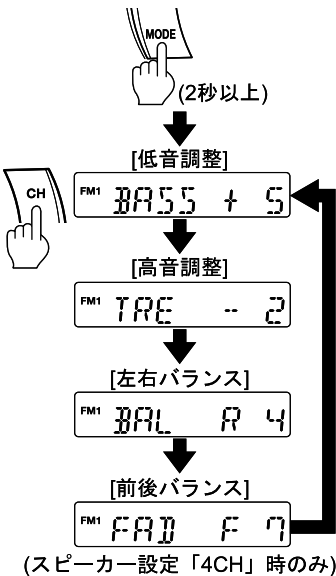 MODE
(2秒以上)
[低音調整]
CH
FM1 BASS + 5
[高音調整]
FM1 TRE - 2
[左右バランス]
FM1 BAL R 4
[前後バランス]
FM1 FAD F 7
(スピーカー設定「4CH」時のみ)